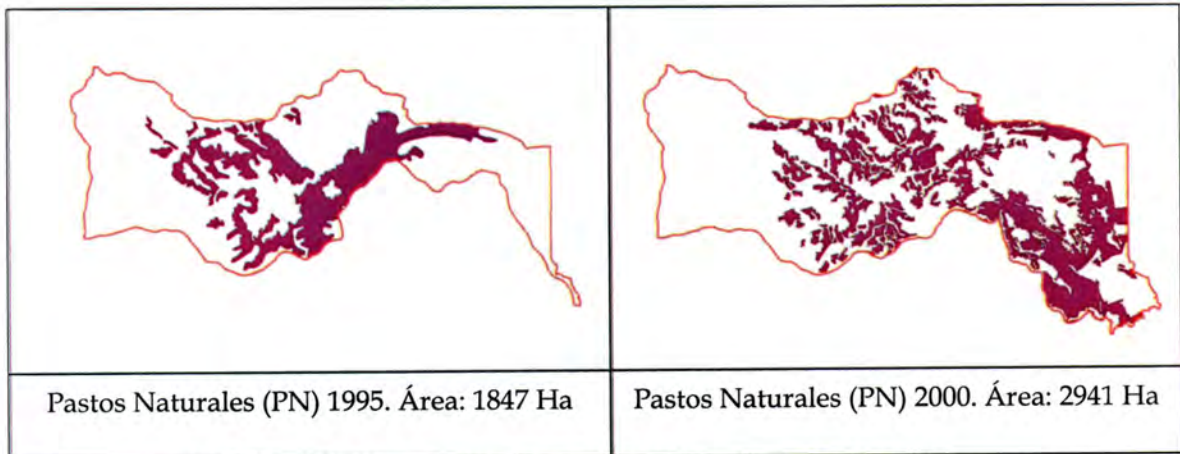 Pastos Naturales (PN) 1995. Área: 1847 Ha
Pastos Naturales (PN) 2000. Área: 2941 Ha